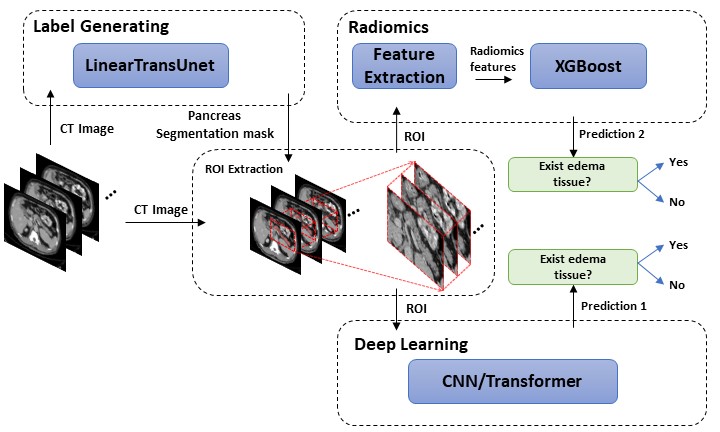 Label Generating
LinearTransUnet
CT Image
Pancreas
Segmentation mask
Radiomics
Feature
Extraction
Radiomics
features
XGBoost
ROI
Prediction 2
Exist edema
tissue?
Yes
No
ROI Extraction
CT Image
Exist edema
tissue?
Yes
No
Prediction 1
ROI
Deep Learning
CNN/Transformer